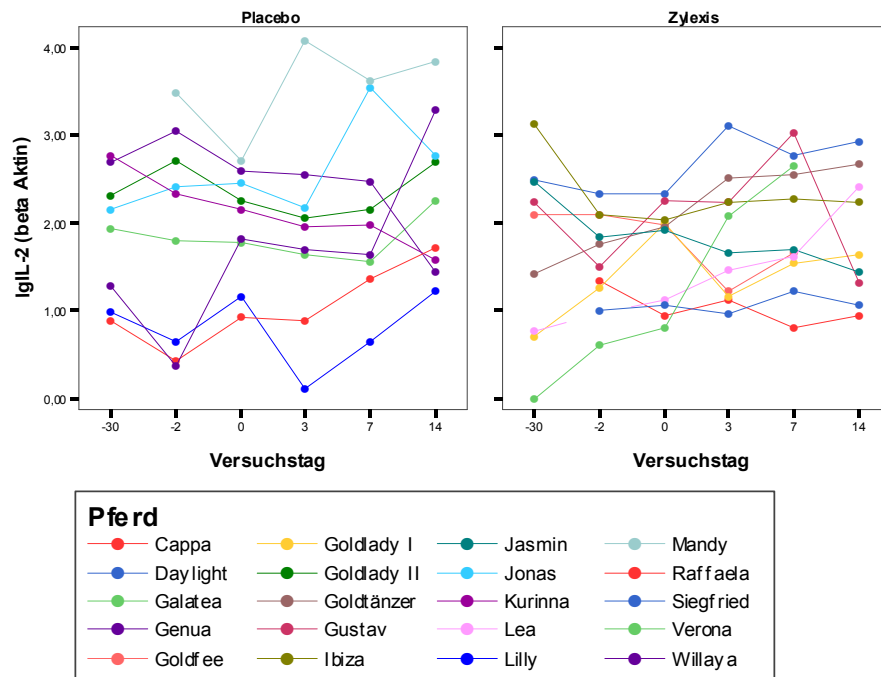 Placebo
Zylexis
4,00
3,00
2,00
1,00
0,00
lgIL-2 (beta Aktin)
-30 -2 0 3 7 14
-30 -2 0 3 7 14
Versuchstag
Versuchstag
Pferd
Cappa Goldlady I Jasmin Mandy
Daylight Goldlady II Jonas Raffaela
Galatea Goldtänzer Kurinna Siegfried
Genua Gustav Lea Verona
Goldfee Ibiza Lilly Willaya